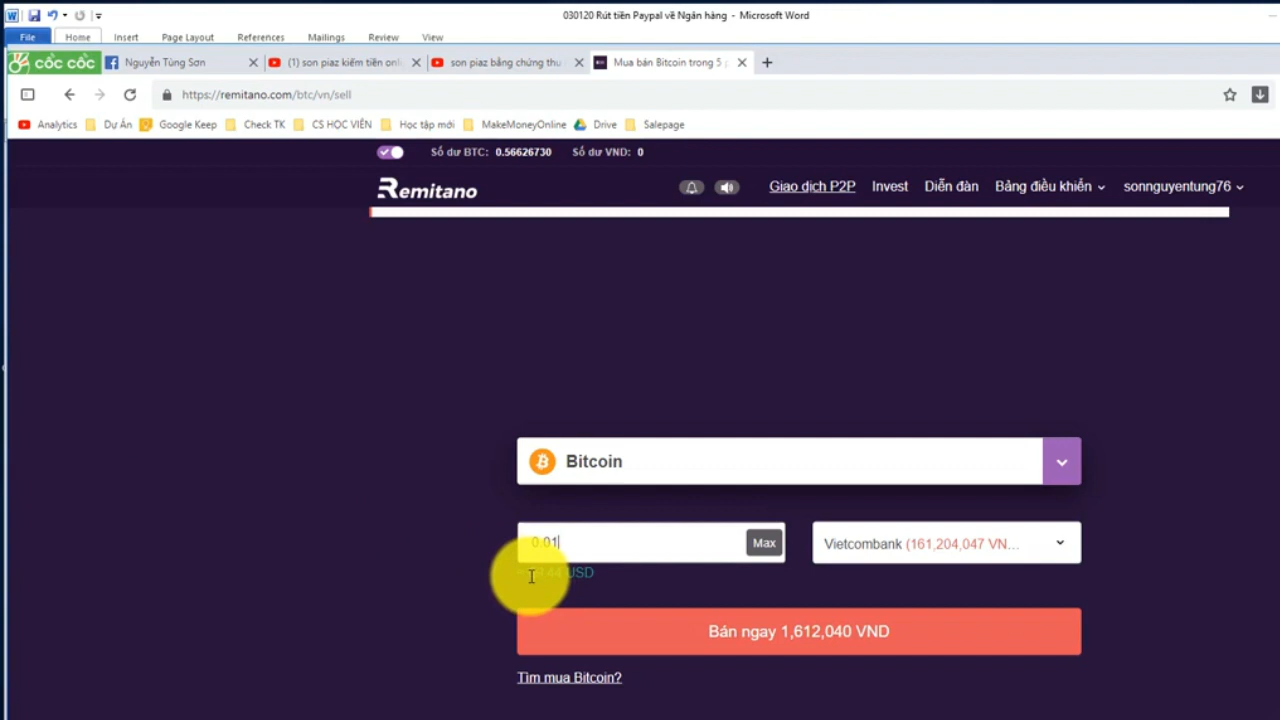 030120 Rút tiền Paypal về Ngân hàng - Microsoft Word
File Home Insert Page Layout References Mailings Review View
cốc cốc Nguyễn Tùng Sơn (1) son piaz kiếm tiền onl son piaz bằng chứng thu Mua bán Bitcoin trong 5
https://remitano.com/btc/vn/sell
Analytics Dự Án Google Keep Check TK CS HỌC VIÊN Học tập mới MakeMoneyOnline Drive Salepage
Số dư BTC: 0.56626730 Số dư VND: 0
Remitano Giao dịch P2P Invest Diễn đàn Bảng điều khiển sonnguyentung76
Bitcoin
0.01 Max Vietcombank (161,204,047 VN...
USD
Bán ngay 1,612,040 VND
Tìm mua Bitcoin?